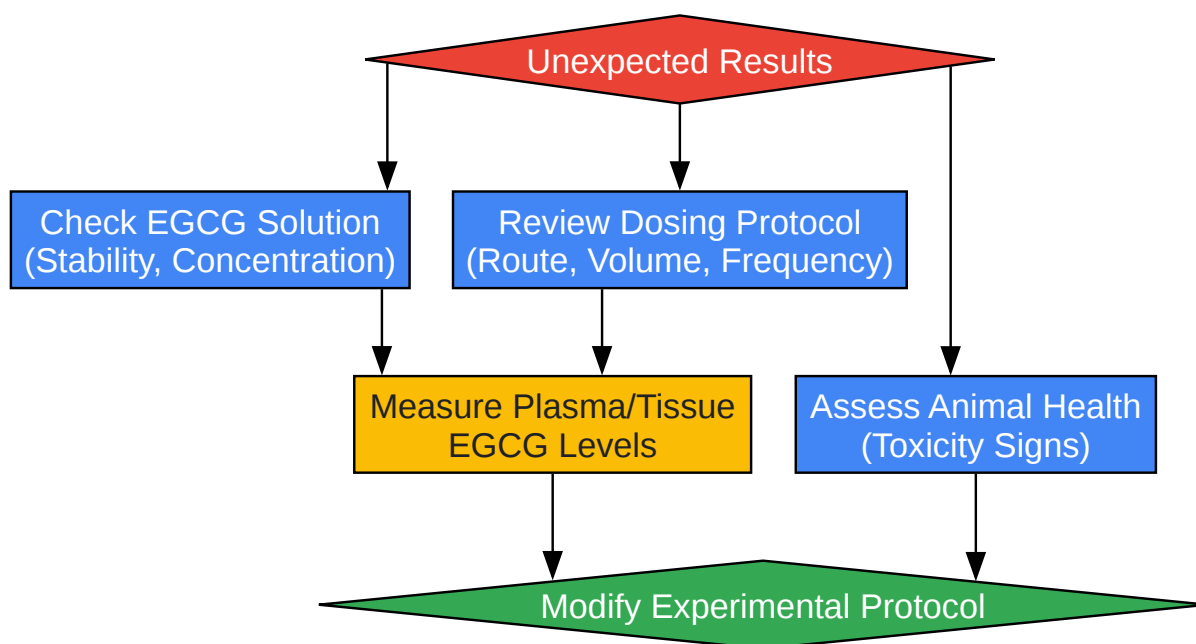 Unexpected Results
Check EGCG Solution
(Stability, Concentration)
Review Dosing Protocol
(Route, Volume, Frequency)
Measure Plasma/Tissue
EGCG Levels
Assess Animal Health
(Toxicity Signs)
Modify Experimental Protocol